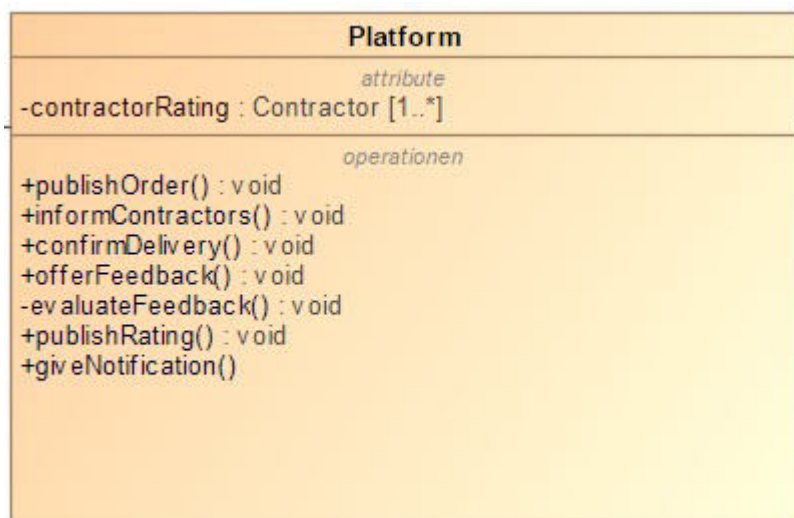 Platform
attribute
-contractorRating : Contractor [1..*]
operationen
+publishOrder() : void
+informContractors() : void
+confirmDelivery() : void
+offerFeedback() : void
-evaluateFeedback() : void
+publishRating() : void
+giveNotification()